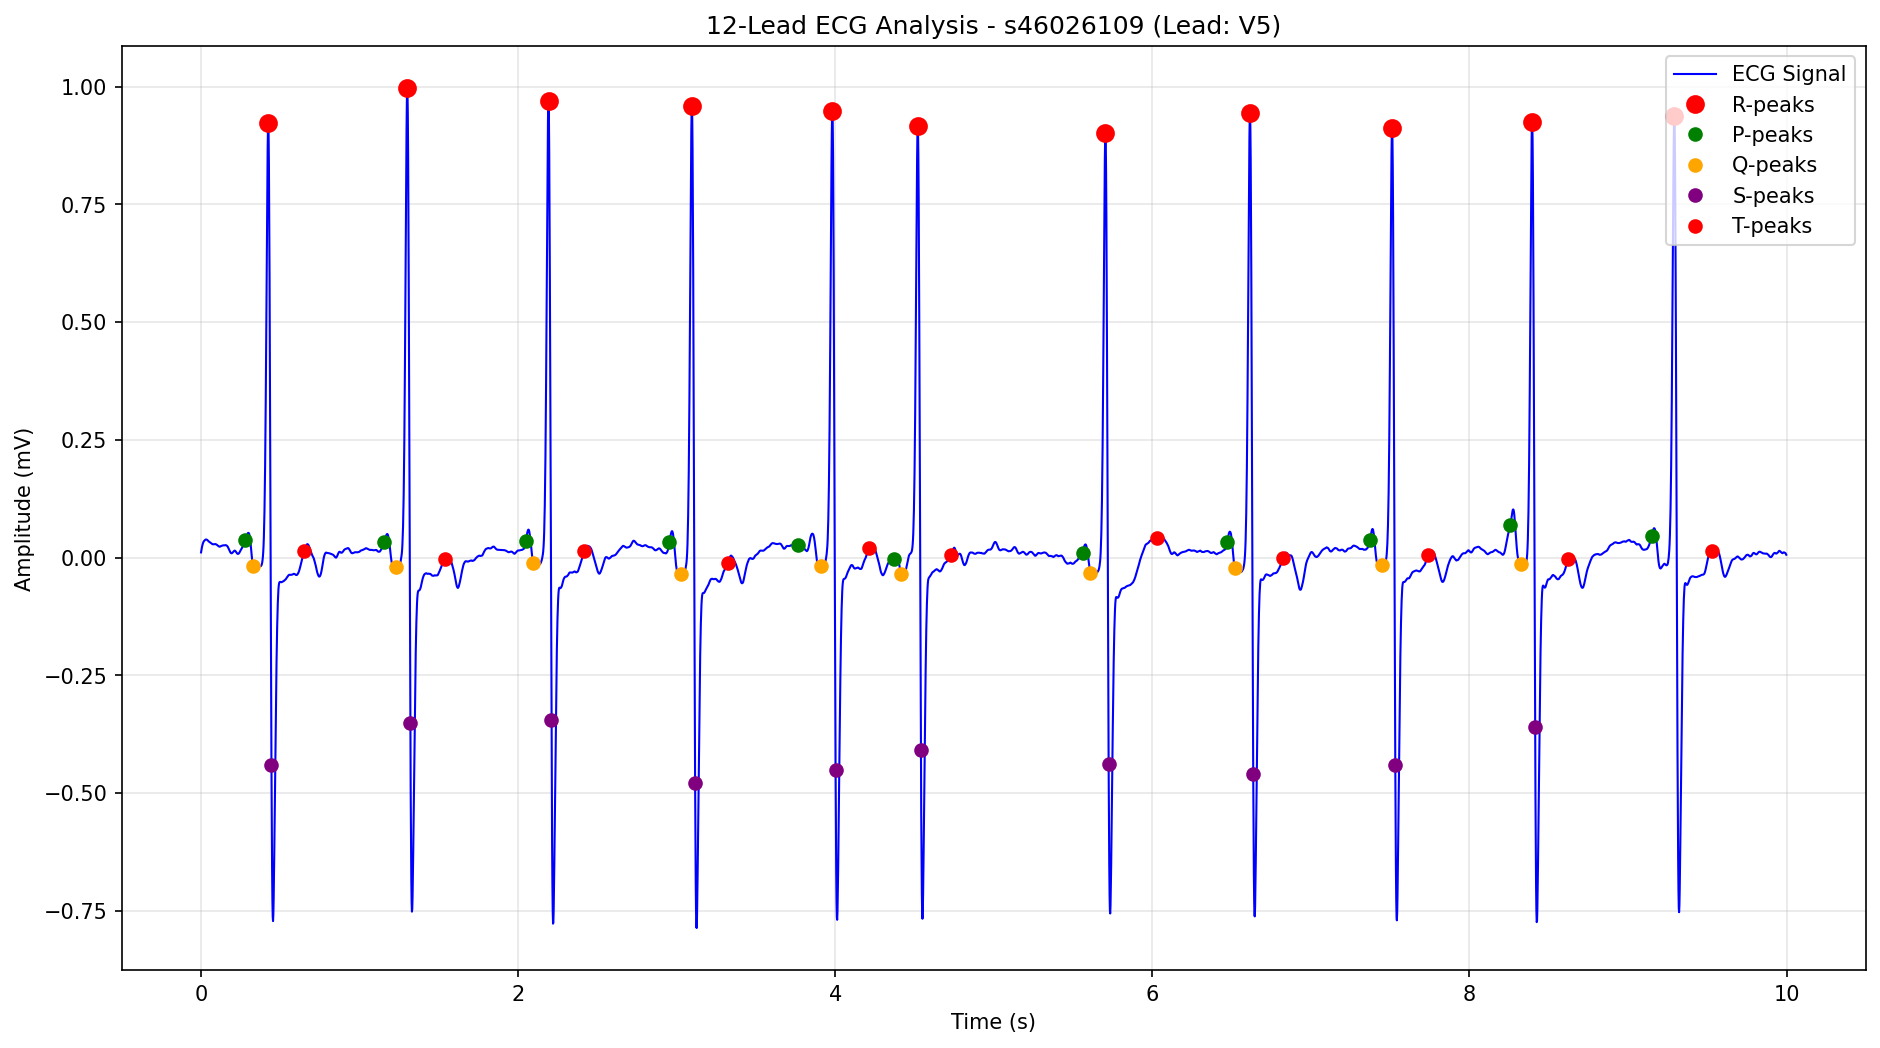 12-Lead ECG Analysis - s46026109 (Lead: V5)
ECG Signal
R-peaks
P-peaks
Q-peaks
S-peaks
T-peaks
Amplitude (mV)
1.00
0.75
0.50
0.25
0.00
−0.25
−0.50
−0.75
0 2 4 6 8 10
Time (s)